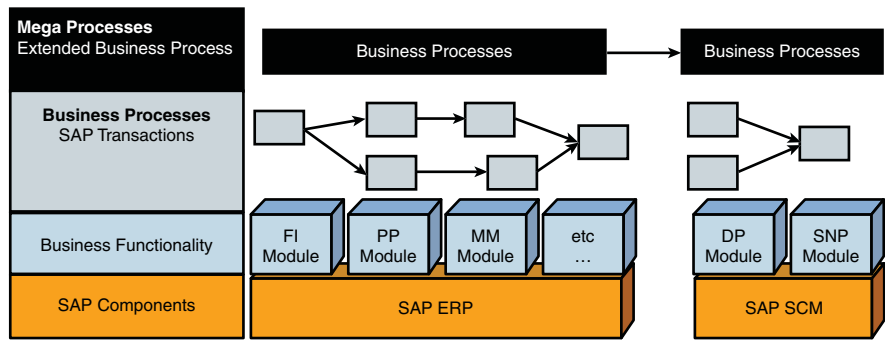 Mega Processes
Extended Business Process
Business Processes
Business Processes
Business Processes
SAP Transactions
Business Functionality
FI
Module
PP
Module
MM
Module
etc
...
DP
Module
SNP
Module
SAP Components
SAP ERP
SAP SCM